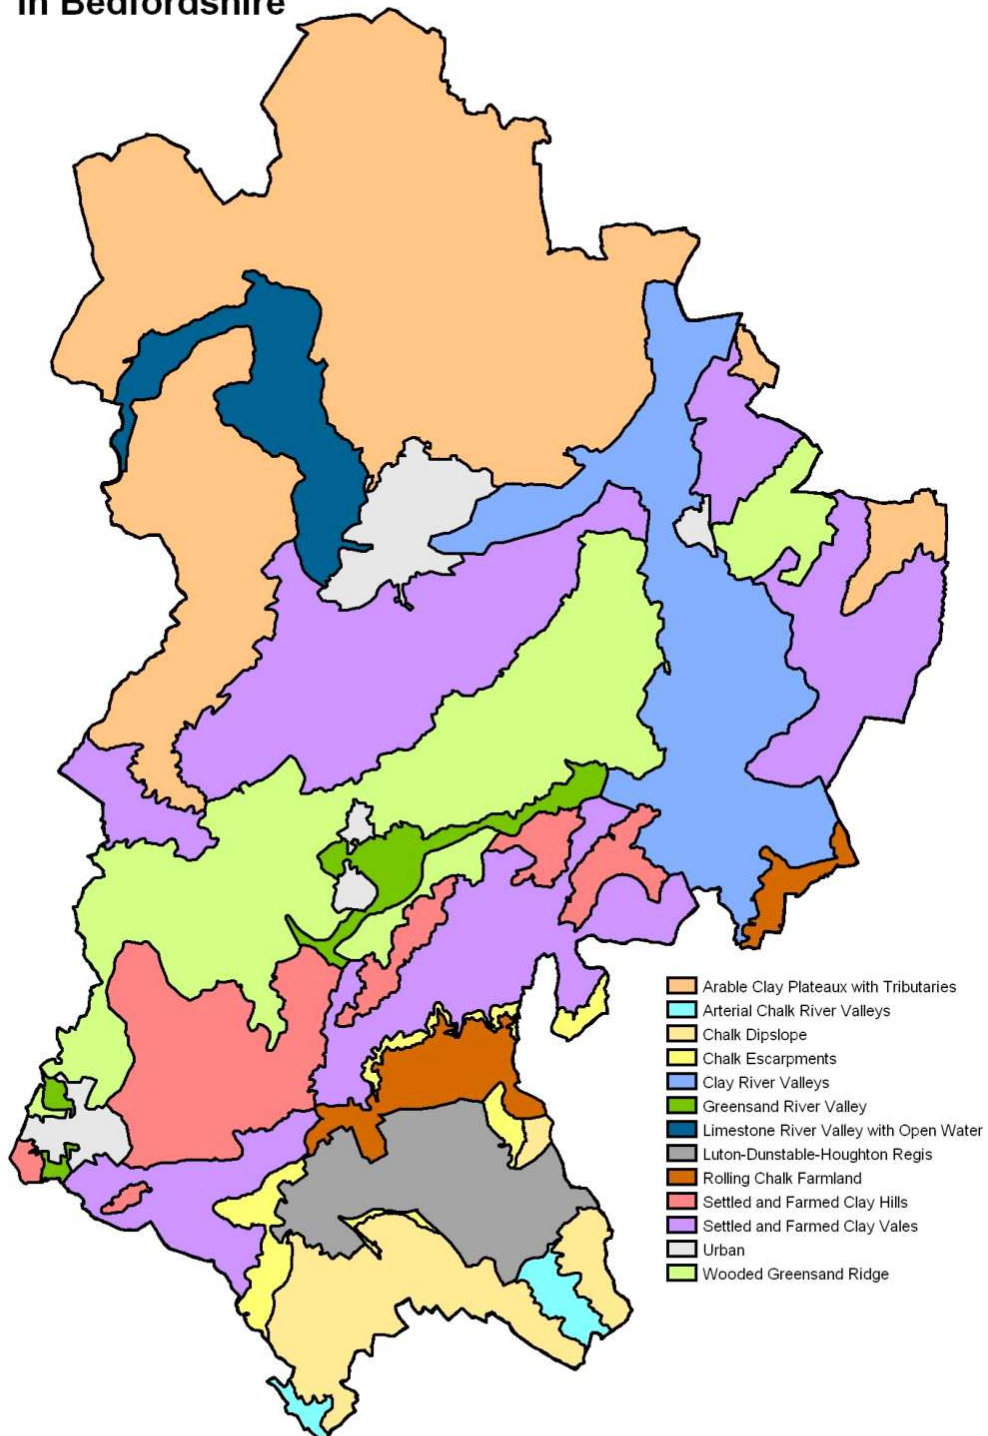 in Bedfordshire
Arable Clay Plateaux with Tributaries
Arterial Chalk River Valleys
Chalk Dipslope
Chalk Escarpments
Clay River Valleys
Greensand River Valley
Limestone River Valley with Open Water
Luton-Dunstable-Houghton Regis
Rolling Chalk Farmland
Settled and Farmed Clay Hills
Settled and Farmed Clay Vales
Urban
Wooded Greensand Ridge